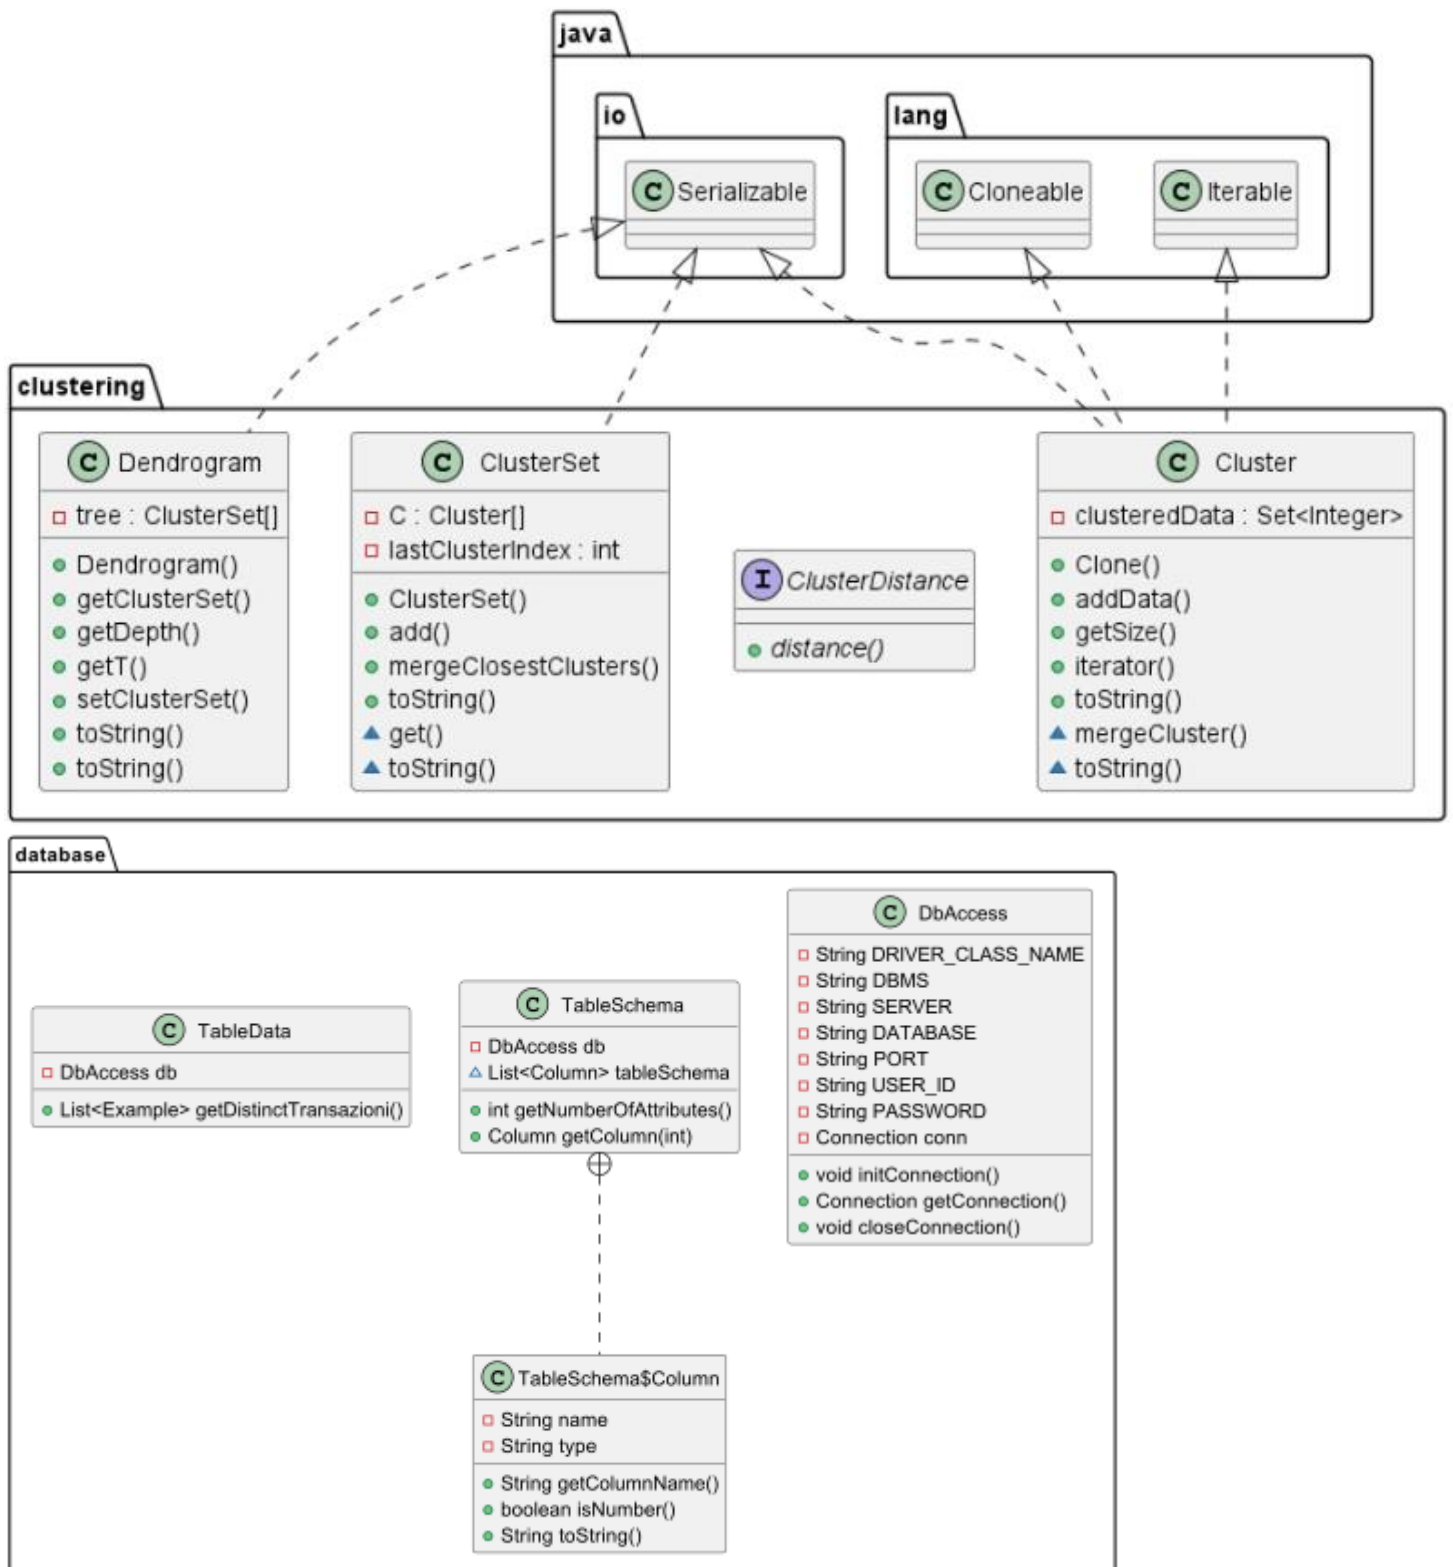 java
io
lang
C Serializable
C Cloneable
C Iterable
clustering
C Dendrogram
tree : ClusterSet[]
Dendrogram()
getClusterSet()
getDepth()
getT()
setClusterSet()
toString()
toString()
C ClusterSet
C : Cluster[]
lastClusterIndex : int
ClusterSet()
add()
mergeClosestClusters()
toString()
get()
toString()
I ClusterDistance
distance()
C Cluster
clusteredData : Set<Integer>
Clone()
addData()
getSize()
iterator()
toString()
mergeCluster()
toString()
database
C TableData
DbAccess db
List<Example> getDistinctTransazioni()
C TableSchema
DbAccess db
List<Column> tableSchema
int getNumberOfAttributes()
Column getColumn(int)
C DbAccess
String DRIVER_CLASS_NAME
String DBMS
String SERVER
String DATABASE
String PORT
String USER_ID
String PASSWORD
Connection conn
void initConnection()
Connection getConnection()
void closeConnection()
C TableSchema$Column
String name
String type
String getColumnName()
boolean isNumber()
String toString()